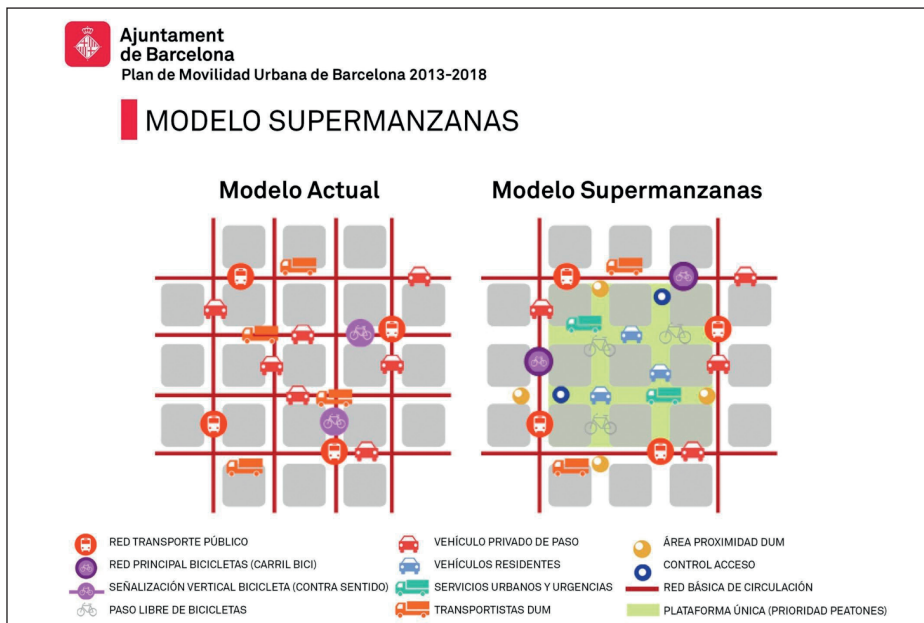 Ajuntament
de Barcelona
Plan de Movilidad Urbana de Barcelona 2013-2018
MODELO SUPERMANZANAS
Modelo Actual
Modelo Supermanzanas
RED TRANSPORTE PÚBLICO
RED PRINCIPAL BICICLETAS (CARRIL BICI)
SEÑALIZACIÓN VERTICAL BICICLETA (CONTRA SENTIDO)
PASO LIBRE DE BICICLETAS
VEHÍCULO PRIVADO DE PASO
VEHÍCULOS RESIDENTES
SERVICIOS URBANOS Y URGENCIAS
TRANSPORTISTAS DUM
ÁREA PROXIMIDAD DUM
CONTROL ACCESO
RED BÁSICA DE CIRCULACIÓN
PLATAFORMA ÚNICA (PRIORIDAD PEATONES)